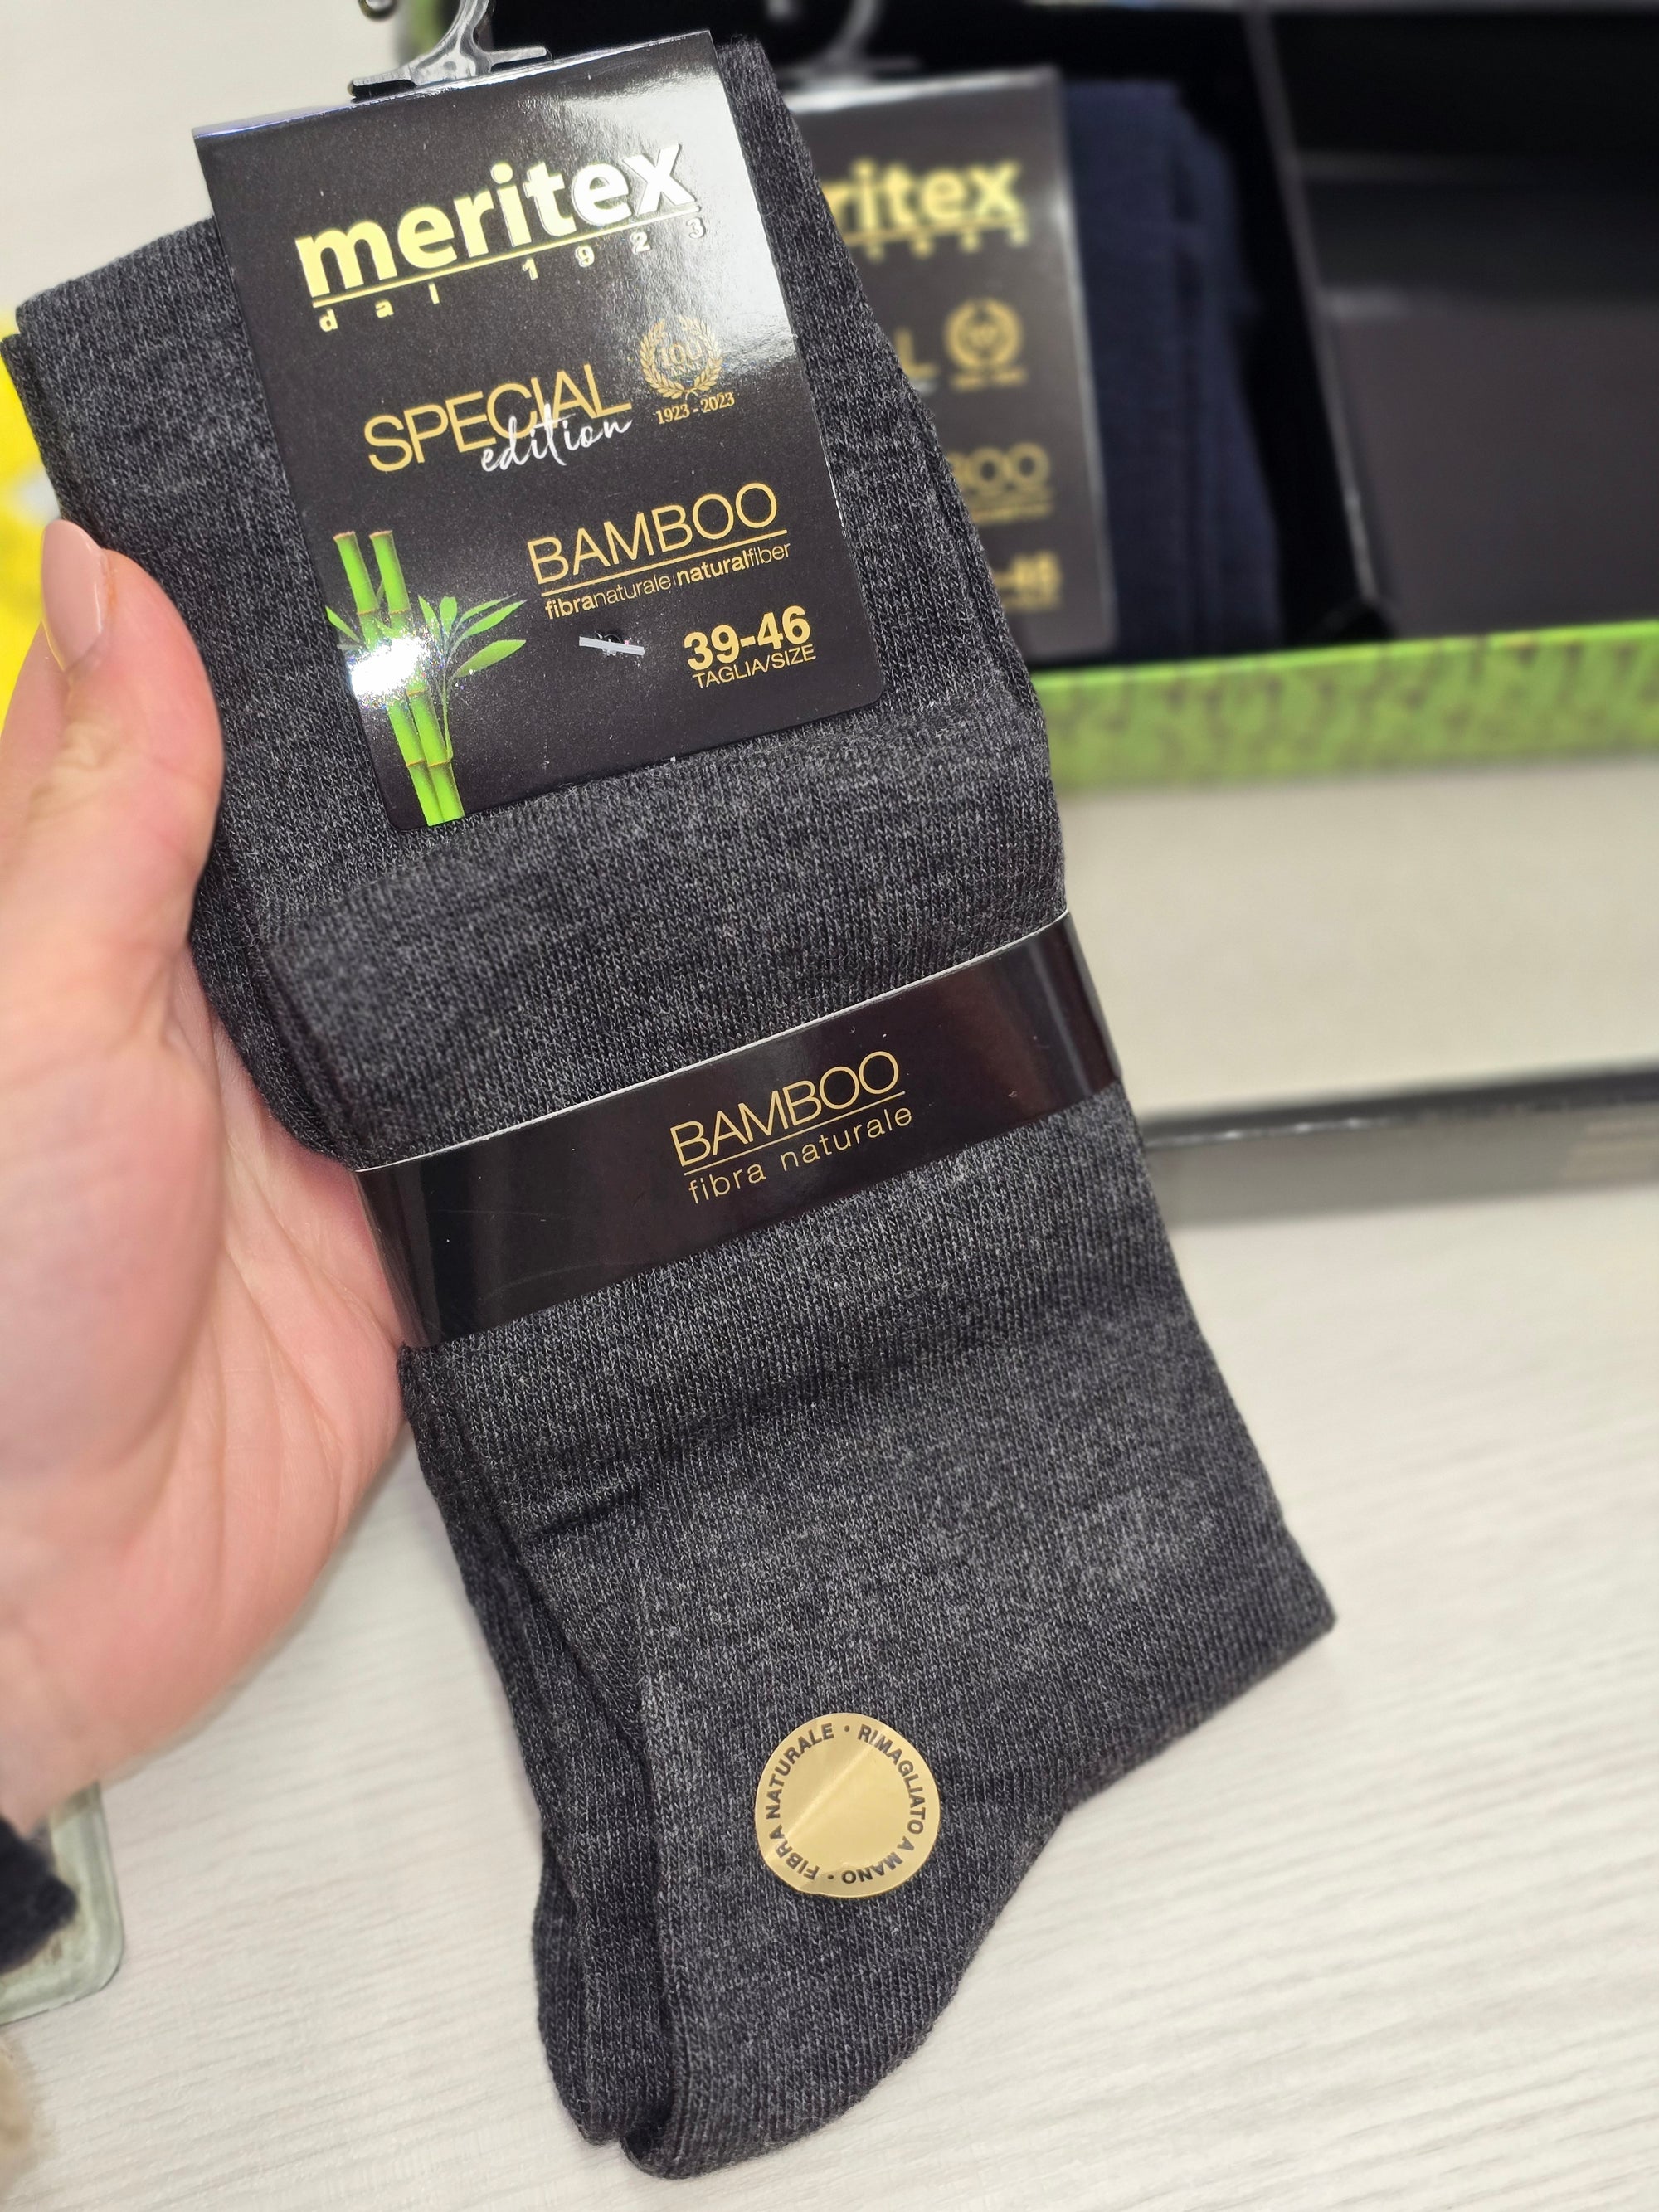 meritex
dal 1923
SPECIAL
edition
100
1923 - 2023
BAMBOO
fibranaturale naturalfiber
39-46
TAGLIA/SIZE
BAMBOO
fibra naturale
FIBRA NATURALE • RIMAGLIATO A MANO •
ritex